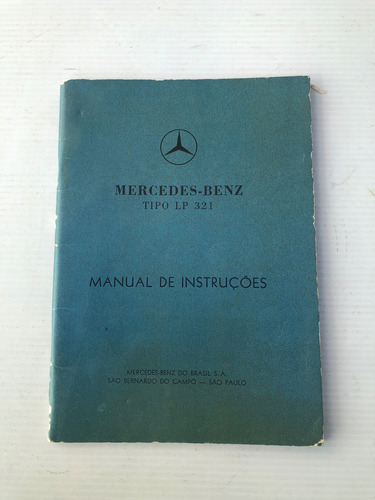 MERCEDES-BENZ
TIPO LP 321
MANUAL DE INSTRUÇÕES
MERCEDES-BENZ DO BRASIL S.A.
SÃO BERNARDO DO CAMPO — SÃO PAULO